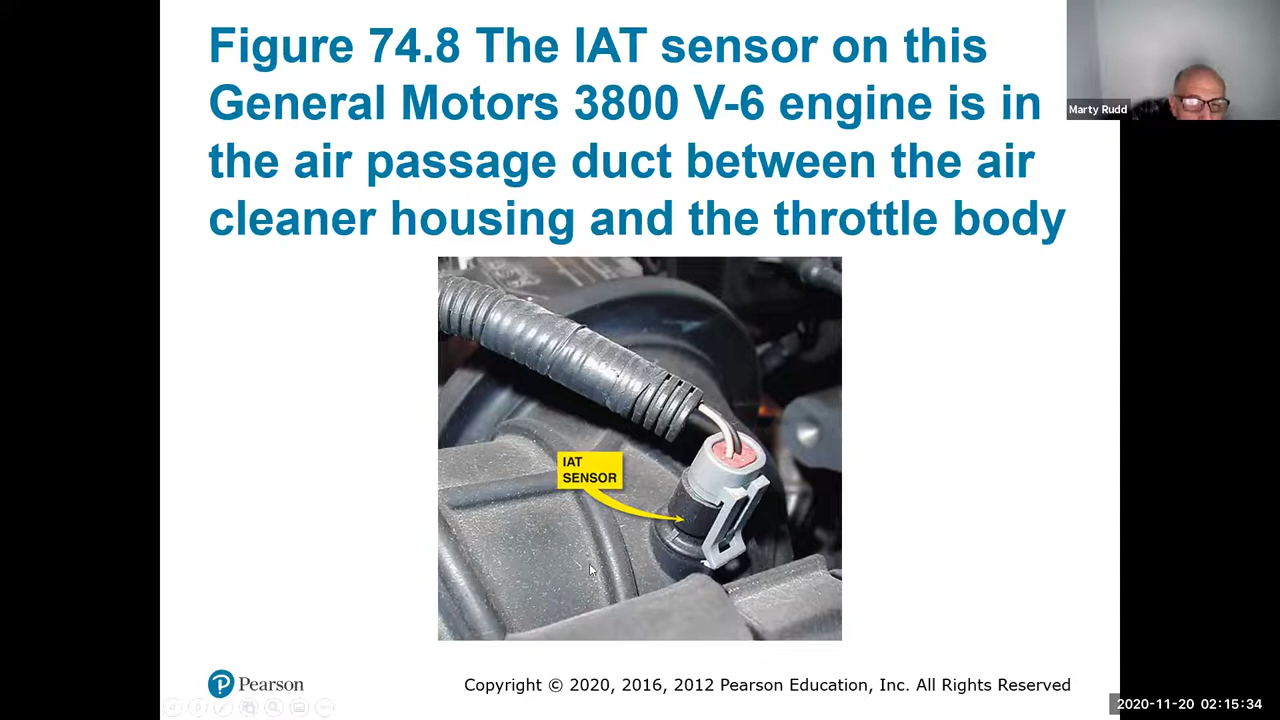 Figure 74.8 The IAT sensor on this
General Motors 3800 V-6 engine is in
the air passage duct between the air
cleaner housing and the throttle body
Marty Rudd
IAT
SENSOR
Pearson
Copyright © 2020, 2016, 2012 Pearson Education, Inc. All Rights Reserved
2020-11-20 02:15:34